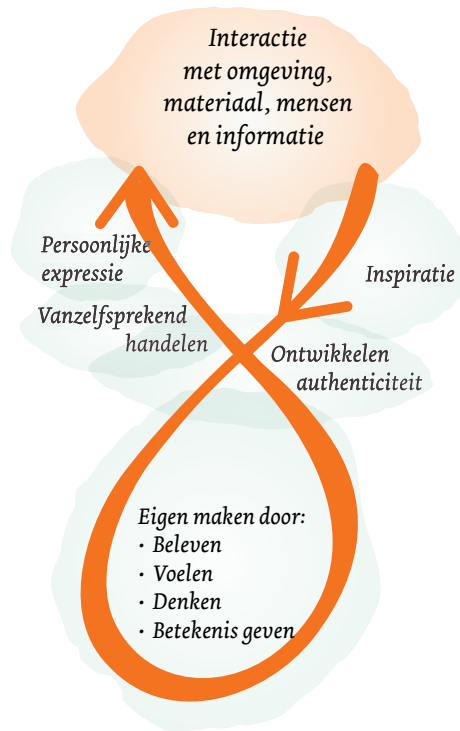 Interactie
met omgeving,
materiaal, mensen
en informatie
Persoonlijke
expressie
Inspiratie
Vanzelfsprekend
handelen
Ontwikkelen
authenticiteit
Eigen maken door:
• Beleven
• Voelen
• Denken
• Betekenis geven